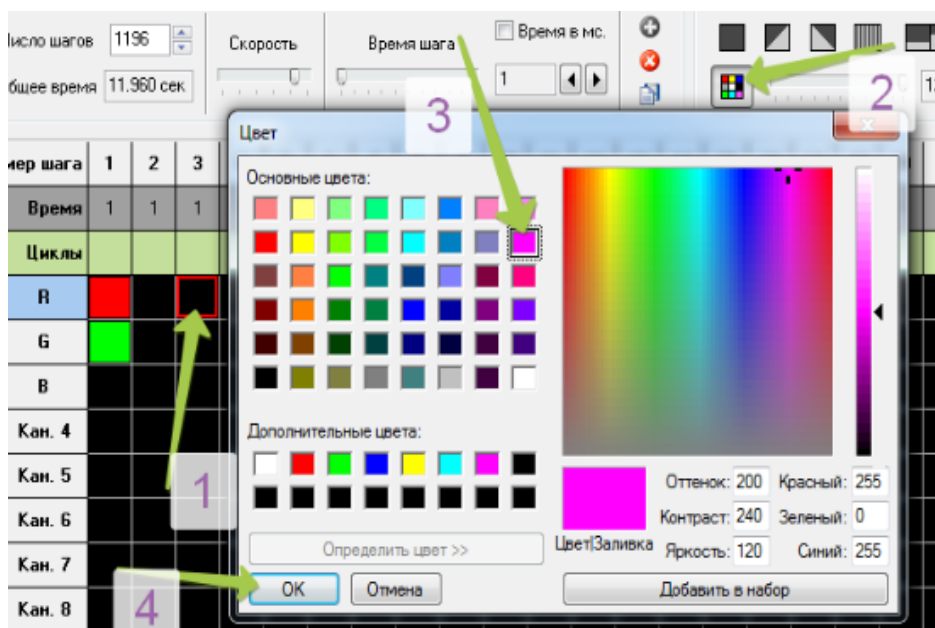 Число шагов 1196
Скорость
Время шага
Время в мс.
1
Общее время 11.960 сек
3
2
Цвет
Номер шага 1 2 3
Время 1 1 1
Циклы
R
G
B
Кан. 4
Кан. 5
Кан. 6
Кан. 7
Кан. 8
1
4
Основные цвета:
Дополнительные цвета:
Определить цвет >>
OK
Отмена
Цвет|Заливка
Оттенок: 200
Красный: 255
Контраст: 240
Зеленый: 0
Яркость: 120
Синий: 255
Добавить в набор